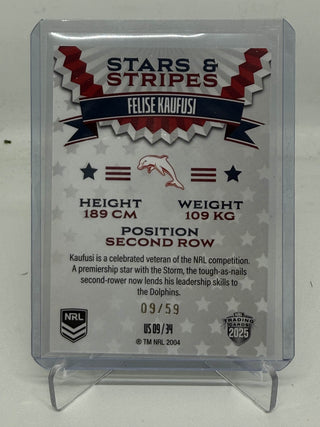 STARS &
STRIPES
FELISE KAUFUSI
HEIGHT WEIGHT
189 CM 109 KG
POSITION
SECOND ROW
Kaufusi is a celebrated veteran of the NRL competition.
A premiership star with the Storm, the tough-as-nails
second-rower now lends his leadership skills to
the Dolphins.
09/59
NRL
US 09 / 34
® TM NRL 2004
TRADING
CARDS
2025